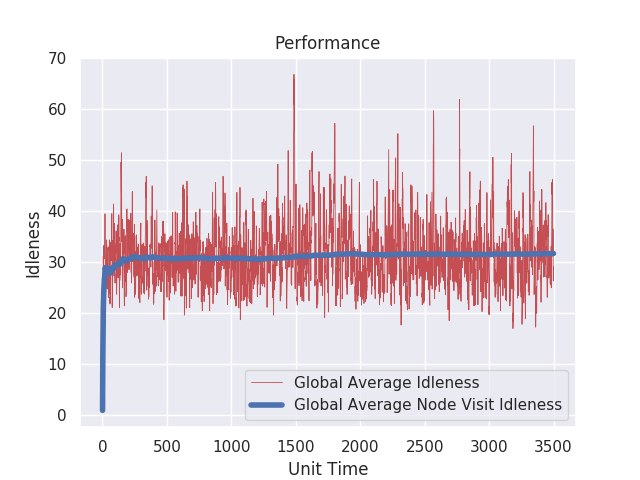 Performance
70
60
50
40
30
20
10
0
Idleness
0 500 1000 1500 2000 2500 3000 3500
Unit Time
Global Average Idleness
Global Average Node Visit Idleness